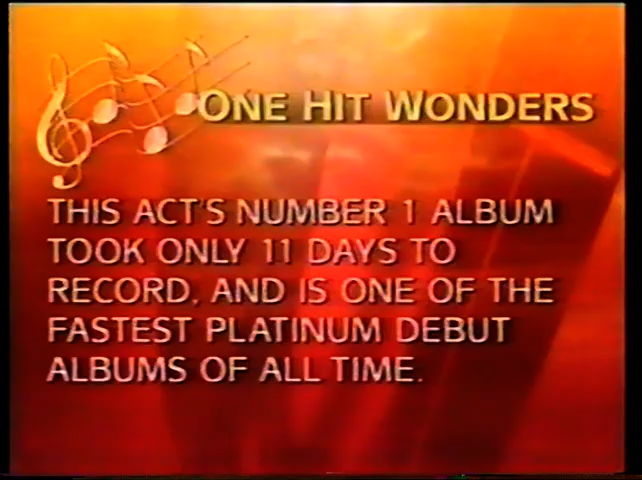 ONE HIT WONDERS
THIS ACT'S NUMBER 1 ALBUM
TOOK ONLY 11 DAYS TO
RECORD, AND IS ONE OF THE
FASTEST PLATINUM DEBUT
ALBUMS OF ALL TIME.